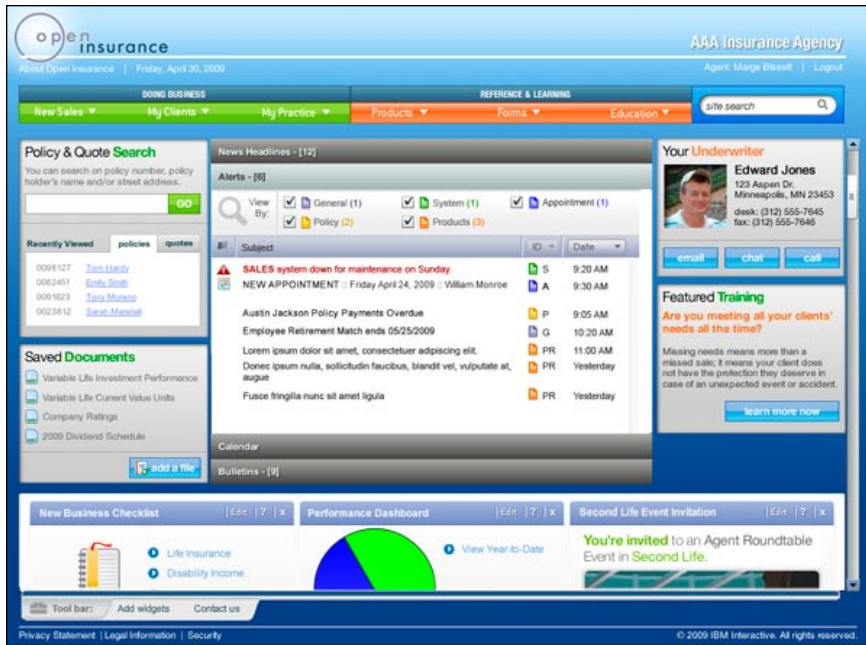 open
insurance
AAA Insurance Agency
About Open Insurance | Friday, April 30, 2009
Agent: Marge Bissett | Logout
DOING BUSINESS
REFERENCE & LEARNING
New Sales
My Clients
My Practice
Products
Forms
Education
site search
Policy & Quote Search
You can search on policy number, policy
holder's name and/or street address.
GO
Recently Viewed policies quotes
0098127 Tom Hardy
0062451 Emily Smith
0091823 Tony Moreno
0023812 Sarah Marshall
Saved Documents
Variable Life Investment Performance
Variable Life Current Value Units
Company Ratings
2009 Dividend Schedule
add a file
News Headlines - [12]
Alerts - [6]
View
By:
General (1)
System (1)
Appointment (1)
Policy (2)
Products (3)
Subject
ID
Date
SALES system down for maintenance on Sunday S 9:20 AM
NEW APPOINTMENT :: Friday April 24, 2009 :: William Monroe A 9:30 AM
Austin Jackson Policy Payments Overdue P 9:05 AM
Employee Retirement Match ends 05/25/2009 G 10:20 AM
Lorem ipsum dolor sit amet, consectetuer adipiscing elit. PR 11:00 AM
Donec ipsum nulla, sollicitudin faucibus, blandit vel, vulputate at, PR Yesterday
augue
Fusce fringilla nunc sit amet ligula PR Yesterday
Calendar
Bulletins - [9]
Your Underwriter
Edward Jones
123 Aspen Dr.
Minneapolis, MN 23453
desk: (312) 555-7645
fax: (312) 555-7646
email
chat
call
Featured Training
Are you meeting all your clients'
needs all the time?
Missing needs means more than a
missed sale; it means your client does
not have the protection they deserve in
case of an unexpected event or accident.
learn more now
New Business Checklist |Edit |? | x
Life Insurance
Disability Income
Performance Dashboard |Edit |? | x
View Year-to-Date
Second Life Event Invitation |Edit |? | x
You're invited to an Agent Roundtable
Event in Second Life.
Tool bar: Add widgets Contact us
Privacy Statement | Legal Information | Security
© 2009 IBM Interactive. All rights reserved.